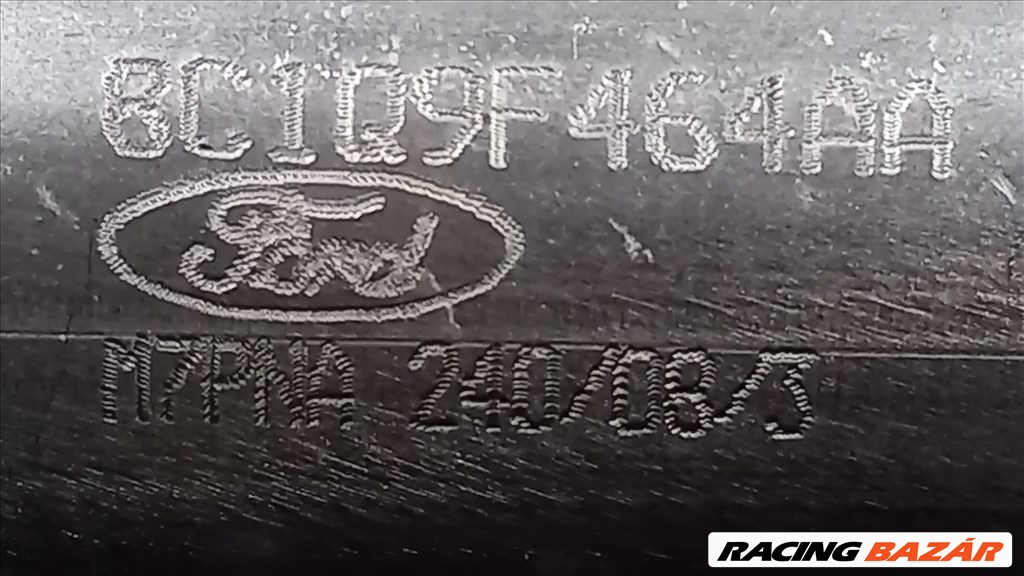 8C1Q9F464AA
Ford
M7PNA 240/08/3
RACING BAZÁR